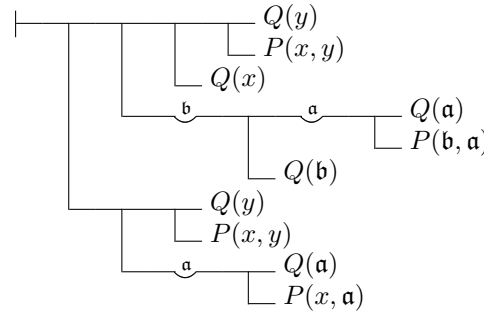 Q(y)
P(x, y)
Q(x)
𝔟 𝔞 Q(𝔞)
P(𝔟, 𝔞)
Q(𝔟)
Q(y)
P(x, y)
𝔞 Q(𝔞)
P(x, 𝔞)